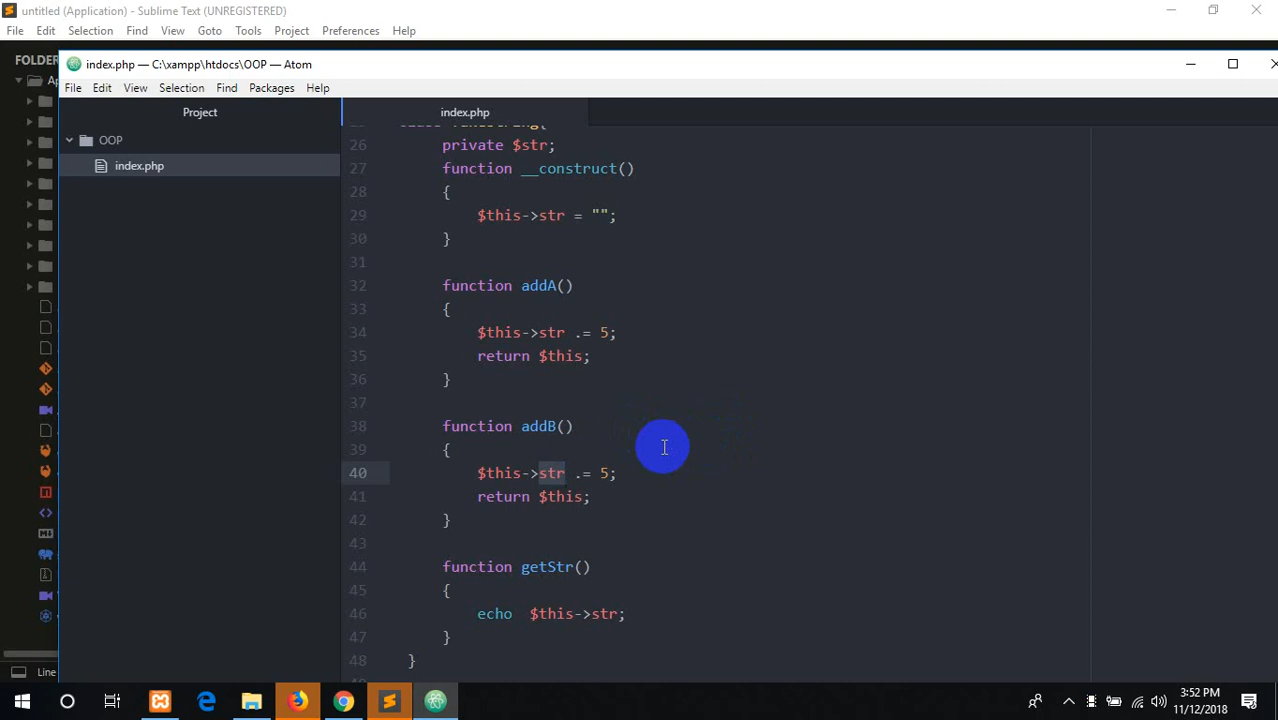 untitled (Application) - Sublime Text (UNREGISTERED)
File Edit Selection Find View Goto Tools Project Preferences Help
FOLDER
index.php — C:\xampp\htdocs\OOP — Atom
File Edit View Selection Find Packages Help
Project
index.php
OOP
index.php
26 private $str;
27 function __construct()
28 {
29 $this->str = "";
30 }
31
32 function addA()
33 {
34 $this->str .= 5;
35 return $this;
36 }
37
38 function addB()
39 {
40 $this->str .= 5;
41 return $this;
42 }
43
44 function getStr()
45 {
46 echo  $this->str;
47 }
48 }
Line
3:52 PM
11/12/2018